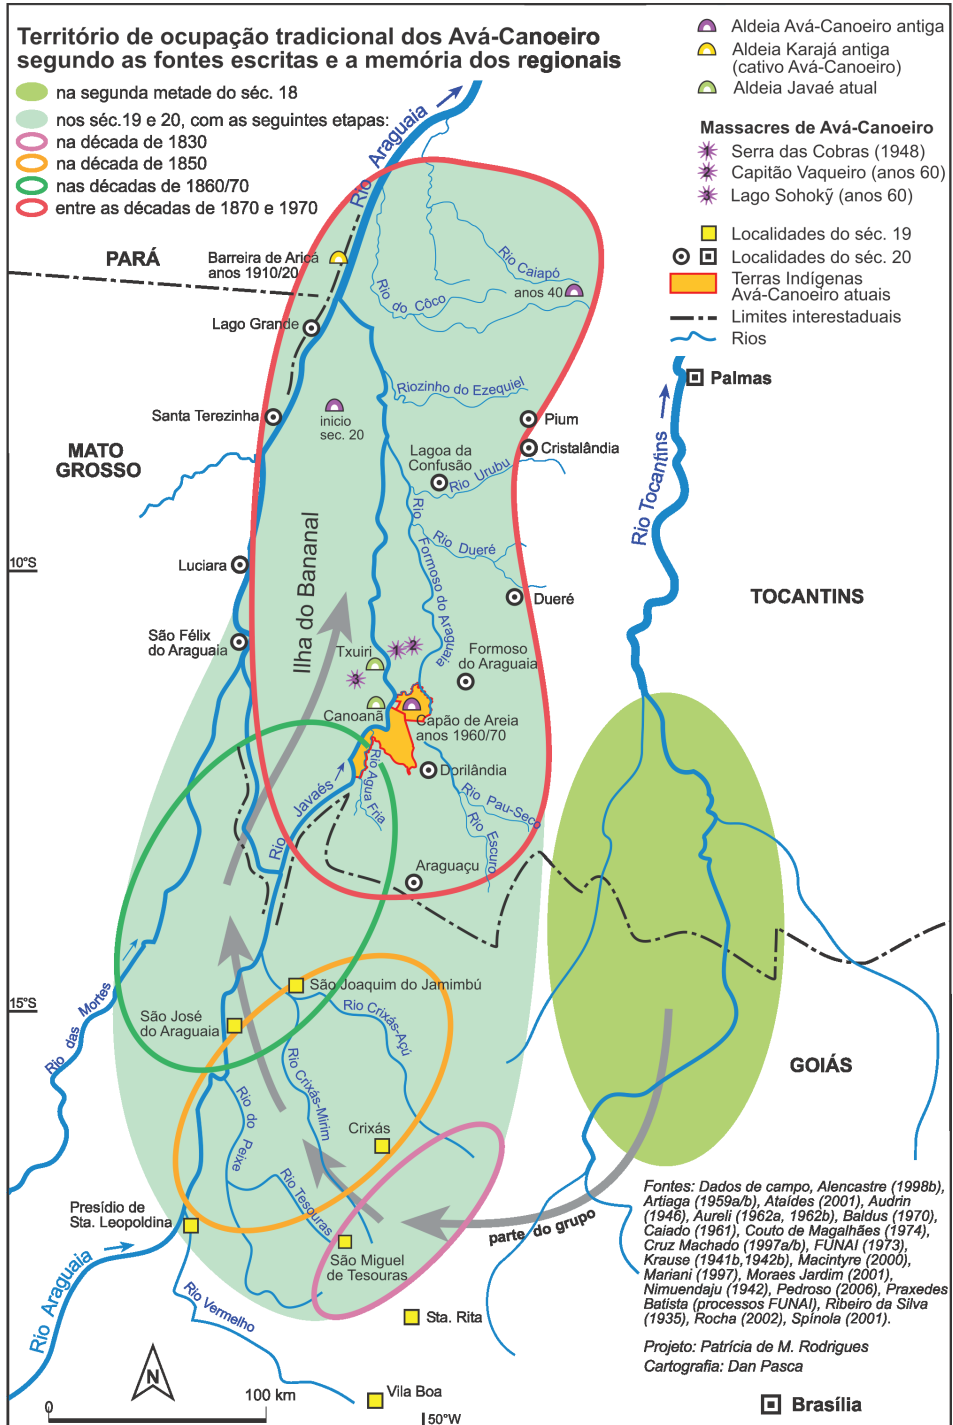 Território de ocupação tradicional dos Avá-Canoeiro
segundo as fontes escritas e a memória dos regionais
na segunda metade do séc. 18
nos séc.19 e 20, com as seguintes etapas:
na década de 1830
na década de 1850
nas décadas de 1860/70
entre as décadas de 1870 e 1970
Aldeia Avá-Canoeiro antiga
Aldeia Karajá antiga
(cativo Avá-Canoeiro)
Aldeia Javaé atual
Massacres de Avá-Canoeiro
1 Serra das Cobras (1948)
2 Capitão Vaqueiro (anos 60)
3 Lago Sohokỹ (anos 60)
Localidades do séc. 19
Localidades do séc. 20
Terras Indígenas
Avá-Canoeiro atuais
Limites interestaduais
Rios
Rio Araguaia
PARÁ
Barreira de Aricá
anos 1910/20
Rio Caiapó
anos 40
Rio do Côco
Lago Grande
Palmas
Riozinho do Ezequiel
Santa Terezinha
inicio
sec. 20
Pium
Cristalândia
MATO
GROSSO
Lagoa da
Confusão
Rio Urubu
Rio Tocantins
Ilha do Bananal
Rio Formoso do Araguaia
Rio Dueré
10°S
Luciara
Dueré
TOCANTINS
São Félix
do Araguaia
Txuiri
1
2
3
Formoso
do Araguaia
Canoanã
Capão de Areia
anos 1960/70
Dorilândia
Rio Javaés
Rio Agua Fria
Rio Pau-Seco
Rio Escuro
Araguaçu
Rio das Mortes
São Joaquim do Jamimbú
15°S
São José
do Araguaia
Rio Crixás-Açú
Rio Crixás-Mirim
GOIÁS
Rio do Peixe
Crixás
Rio Tesouras
Presídio de
Sta. Leopoldina
São Miguel
de Tesouras
parte do grupo
Rio Araguaia
Rio Vermelho
Sta. Rita
Vila Boa
Fontes: Dados de campo, Alencastre (1998b),
Artiaga (1959a/b), Ataídes (2001), Audrin
(1946), Aureli (1962a, 1962b), Baldus (1970),
Caiado (1961), Couto de Magalhães (1974),
Cruz Machado (1997a/b), FUNAI (1973),
Krause (1941b,1942b), Macintyre (2000),
Mariani (1997), Moraes Jardim (2001),
Nimuendaju (1942), Pedroso (2006), Praxedes
Batista (processos FUNAI), Ribeiro da Silva
(1935), Rocha (2002), Spínola (2001).
Projeto: Patrícia de M. Rodrigues
Cartografia: Dan Pasca
N
0
100 km
50°W
Brasília